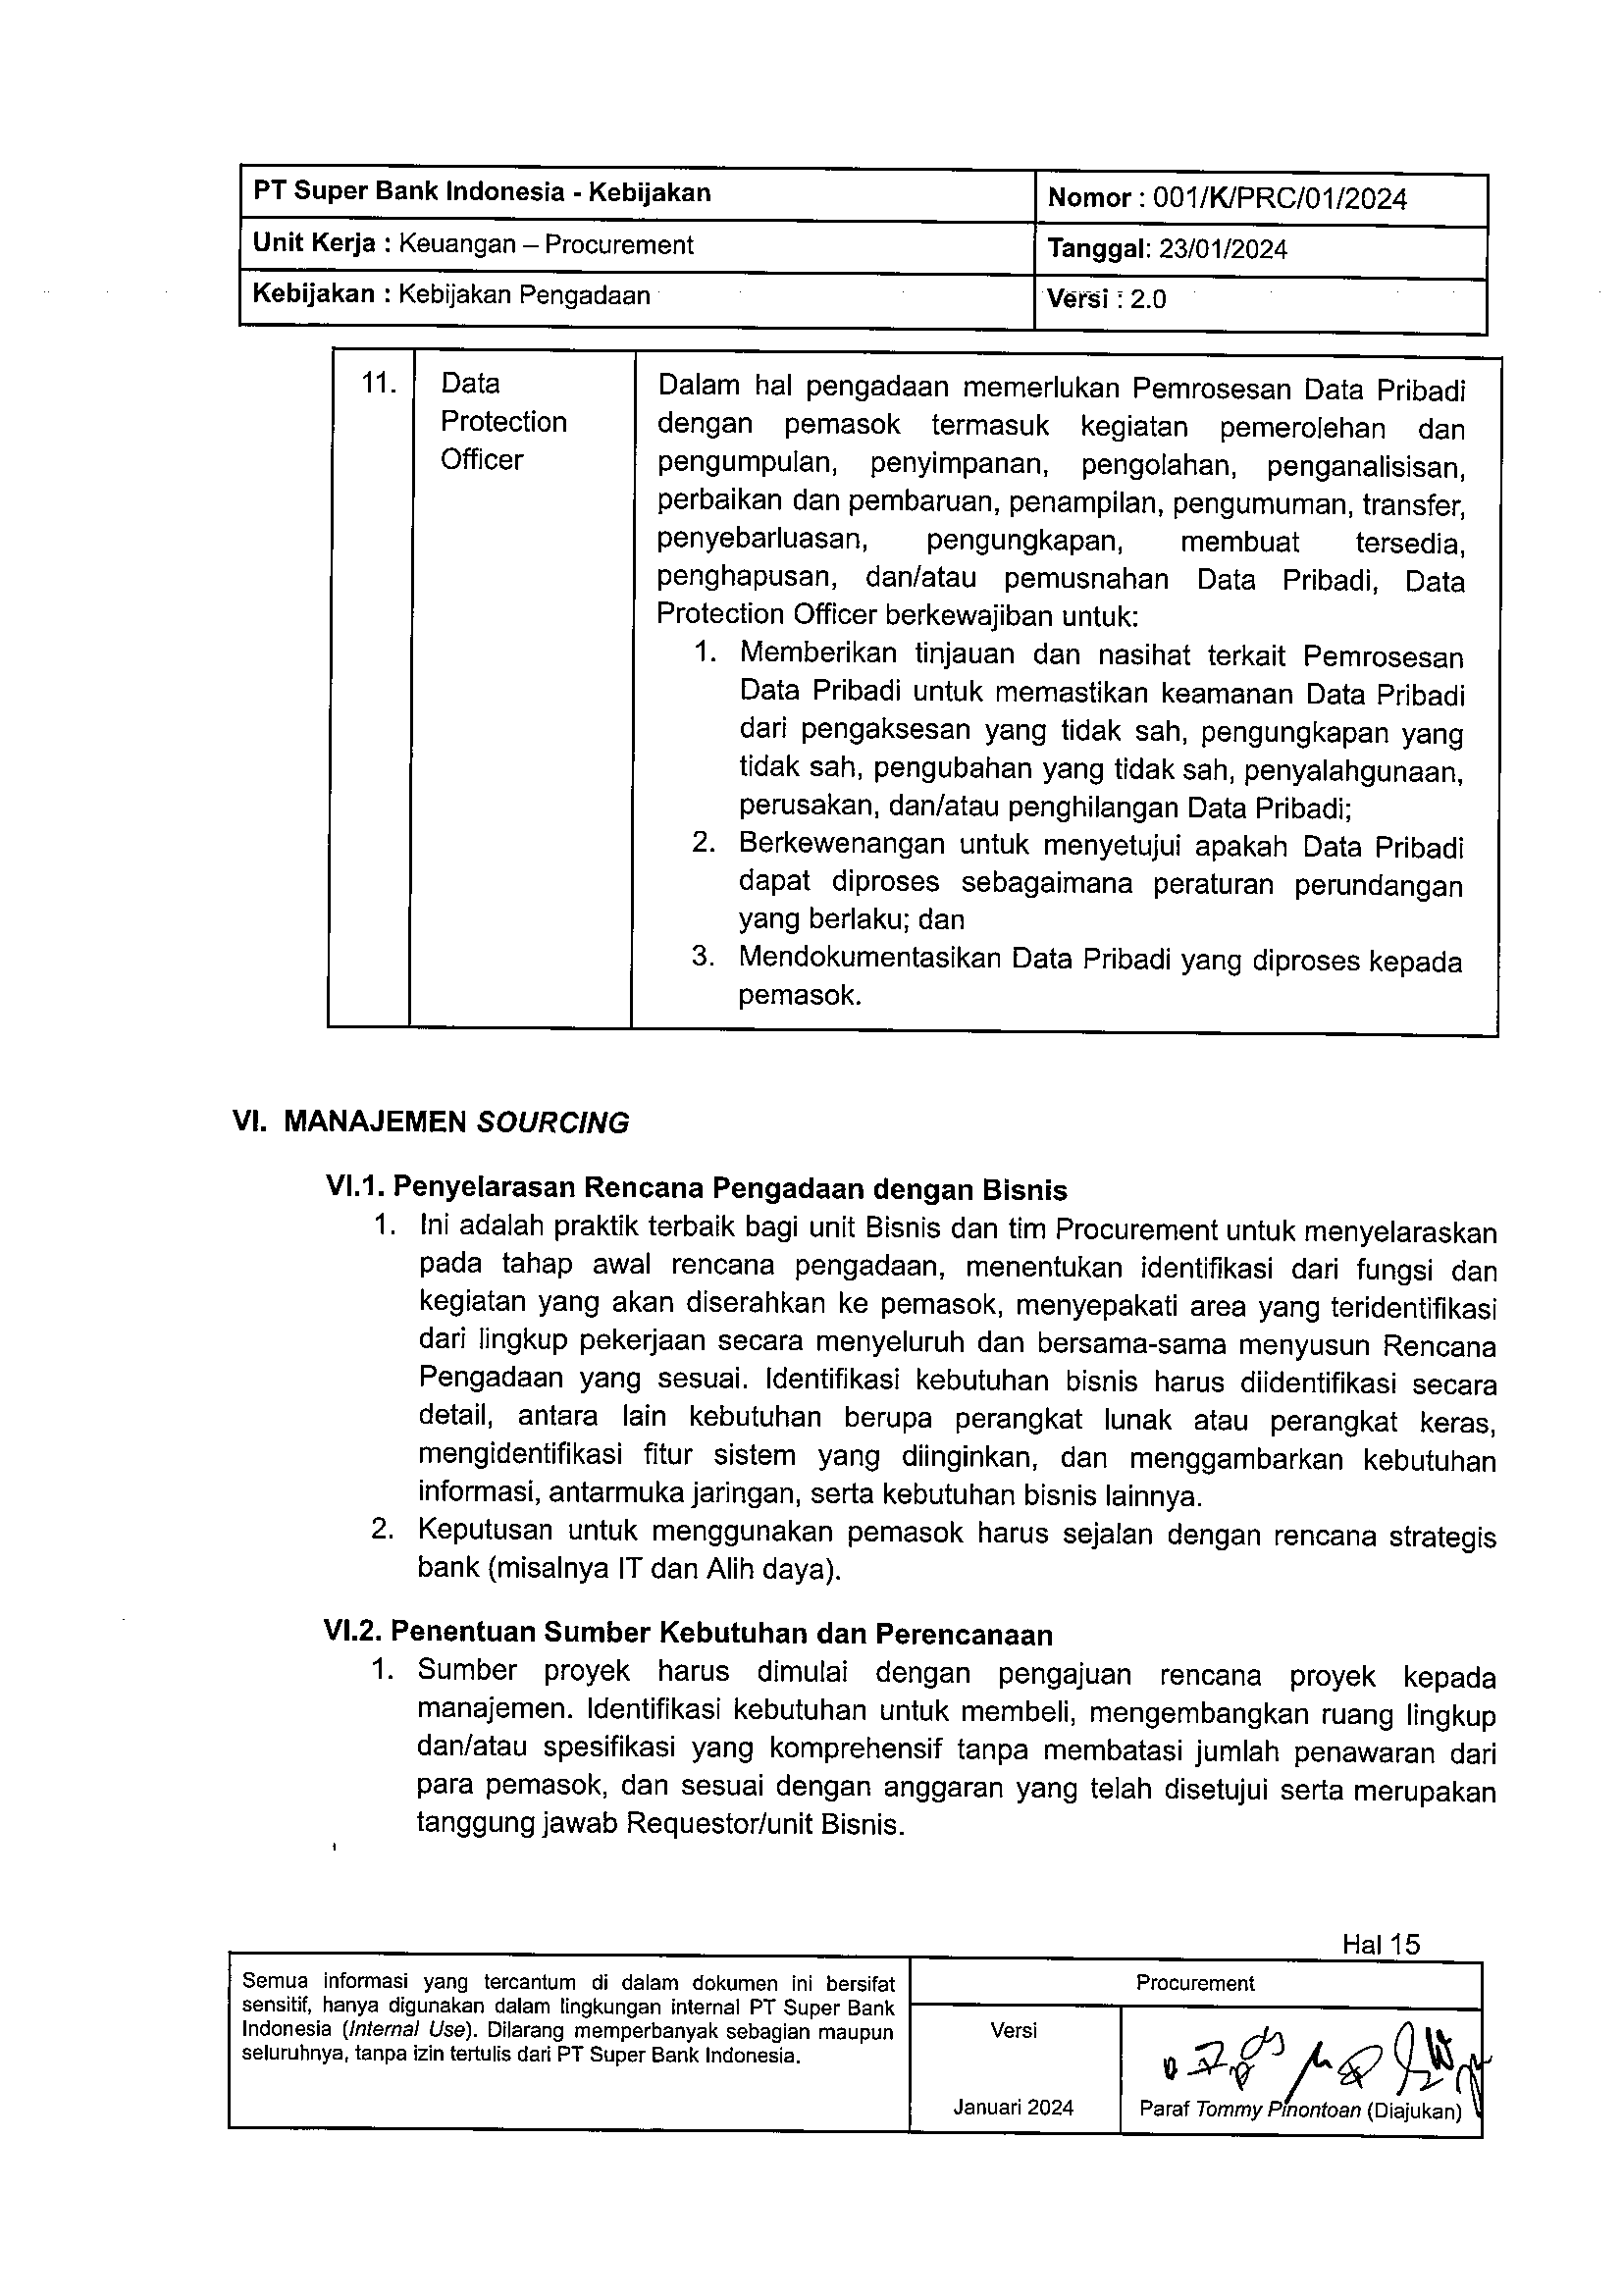 PT Super Bank Indonesia - Kebijakan
Nomor : 001/K/PRC/01/2024
Unit Kerja : Keuangan – Procurement
Tanggal: 23/01/2024
Kebijakan : Kebijakan Pengadaan
Versi : 2.0
11.
Data
Protection
Officer
Dalam hal pengadaan memerlukan Pemrosesan Data Pribadi
dengan pemasok termasuk kegiatan pemerolehan dan
pengumpulan, penyimpanan, pengolahan, penganalisisan,
perbaikan dan pembaruan, penampilan, pengumuman, transfer,
penyebarluasan, pengungkapan, membuat tersedia,
penghapusan, dan/atau pemusnahan Data Pribadi, Data
Protection Officer berkewajiban untuk:
1. Memberikan tinjauan dan nasihat terkait Pemrosesan
Data Pribadi untuk memastikan keamanan Data Pribadi
dari pengaksesan yang tidak sah, pengungkapan yang
tidak sah, pengubahan yang tidak sah, penyalahgunaan,
perusakan, dan/atau penghilangan Data Pribadi;
2. Berkewenangan untuk menyetujui apakah Data Pribadi
dapat diproses sebagaimana peraturan perundangan
yang berlaku; dan
3. Mendokumentasikan Data Pribadi yang diproses kepada
pemasok.
VI. MANAJEMEN SOURCING
VI.1. Penyelarasan Rencana Pengadaan dengan Bisnis
1. Ini adalah praktik terbaik bagi unit Bisnis dan tim Procurement untuk menyelaraskan
pada tahap awal rencana pengadaan, menentukan identifikasi dari fungsi dan
kegiatan yang akan diserahkan ke pemasok, menyepakati area yang teridentifikasi
dari lingkup pekerjaan secara menyeluruh dan bersama-sama menyusun Rencana
Pengadaan yang sesuai. Identifikasi kebutuhan bisnis harus diidentifikasi secara
detail, antara lain kebutuhan berupa perangkat lunak atau perangkat keras,
mengidentifikasi fitur sistem yang diinginkan, dan menggambarkan kebutuhan
informasi, antarmuka jaringan, serta kebutuhan bisnis lainnya.
2. Keputusan untuk menggunakan pemasok harus sejalan dengan rencana strategis
bank (misalnya IT dan Alih daya).
VI.2. Penentuan Sumber Kebutuhan dan Perencanaan
1. Sumber proyek harus dimulai dengan pengajuan rencana proyek kepada
manajemen. Identifikasi kebutuhan untuk membeli, mengembangkan ruang lingkup
dan/atau spesifikasi yang komprehensif tanpa membatasi jumlah penawaran dari
para pemasok, dan sesuai dengan anggaran yang telah disetujui serta merupakan
tanggung jawab Requestor/unit Bisnis.
Hal 15
Semua informasi yang tercantum di dalam dokumen ini bersifat
sensitif, hanya digunakan dalam lingkungan internal PT Super Bank
Indonesia (Internal Use). Dilarang memperbanyak sebagian maupun
seluruhnya, tanpa izin tertulis dari PT Super Bank Indonesia.
Procurement
Versi
Januari 2024
Paraf Tommy Pinontoan (Diajukan)